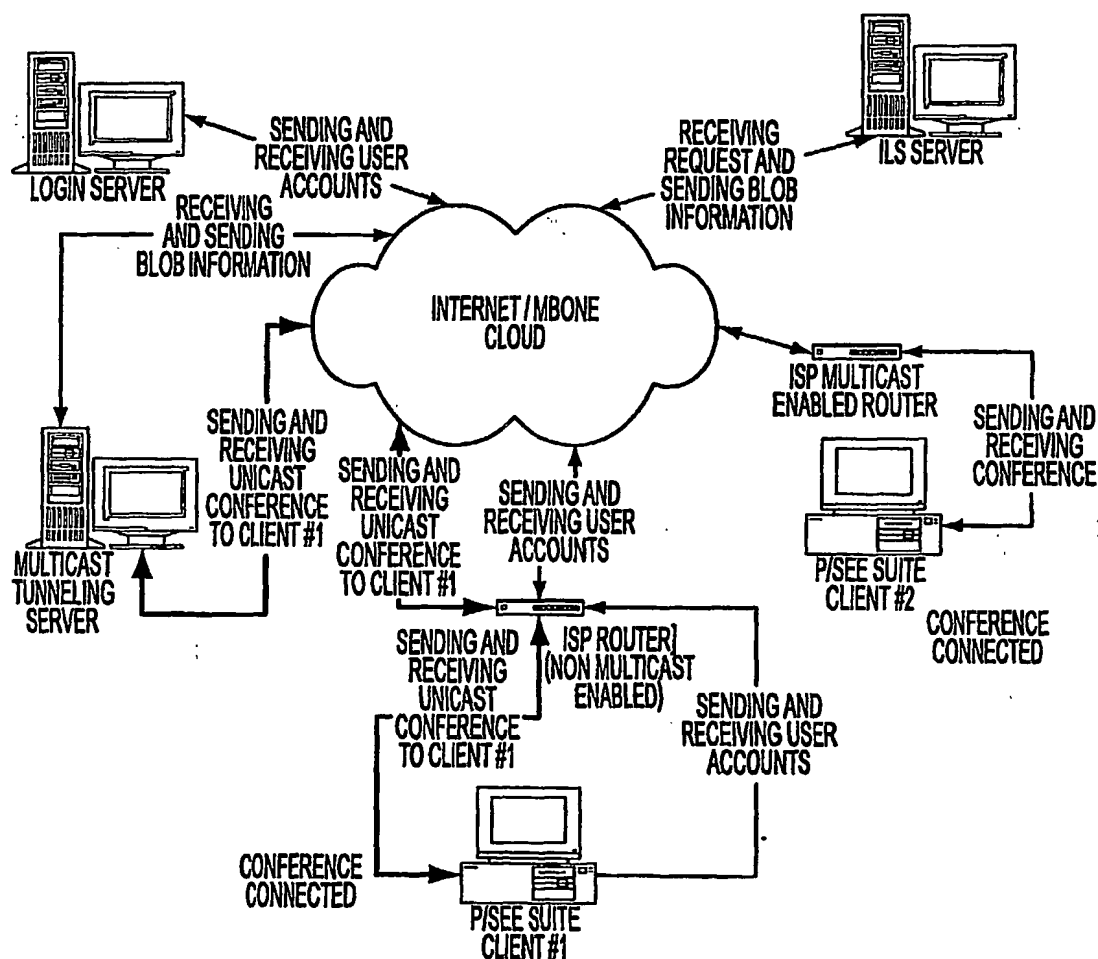 LOGIN SERVER
SENDING AND
RECEIVING USER
ACCOUNTS
RECEIVING
REQUEST AND
SENDING BLOB
INFORMATION
ILS SERVER
RECEIVING
AND SENDING
BLOB INFORMATION
INTERNET / MBONE
CLOUD
ISP MULTICAST
ENABLED ROUTER
SENDING AND
RECEIVING
CONFERENCE
P/SEE SUITE
CLIENT #2
CONFERENCE
CONNECTED
SENDING AND
RECEIVING
UNICAST
CONFERENCE
TO CLIENT #1
MULTICAST
TUNNELING
SERVER
SENDING AND
RECEIVING
UNICAST
CONFERENCE
TO CLIENT #1
SENDING AND
RECEIVING USER
ACCOUNTS
SENDING AND
RECEIVING
UNICAST
CONFERENCE
TO CLIENT #1
ISP ROUTER]
(NON MULTICAST
ENABLED)
SENDING AND
RECEIVING USER
ACCOUNTS
CONFERENCE
CONNECTED
P/SEE SUITE
CLIENT #1